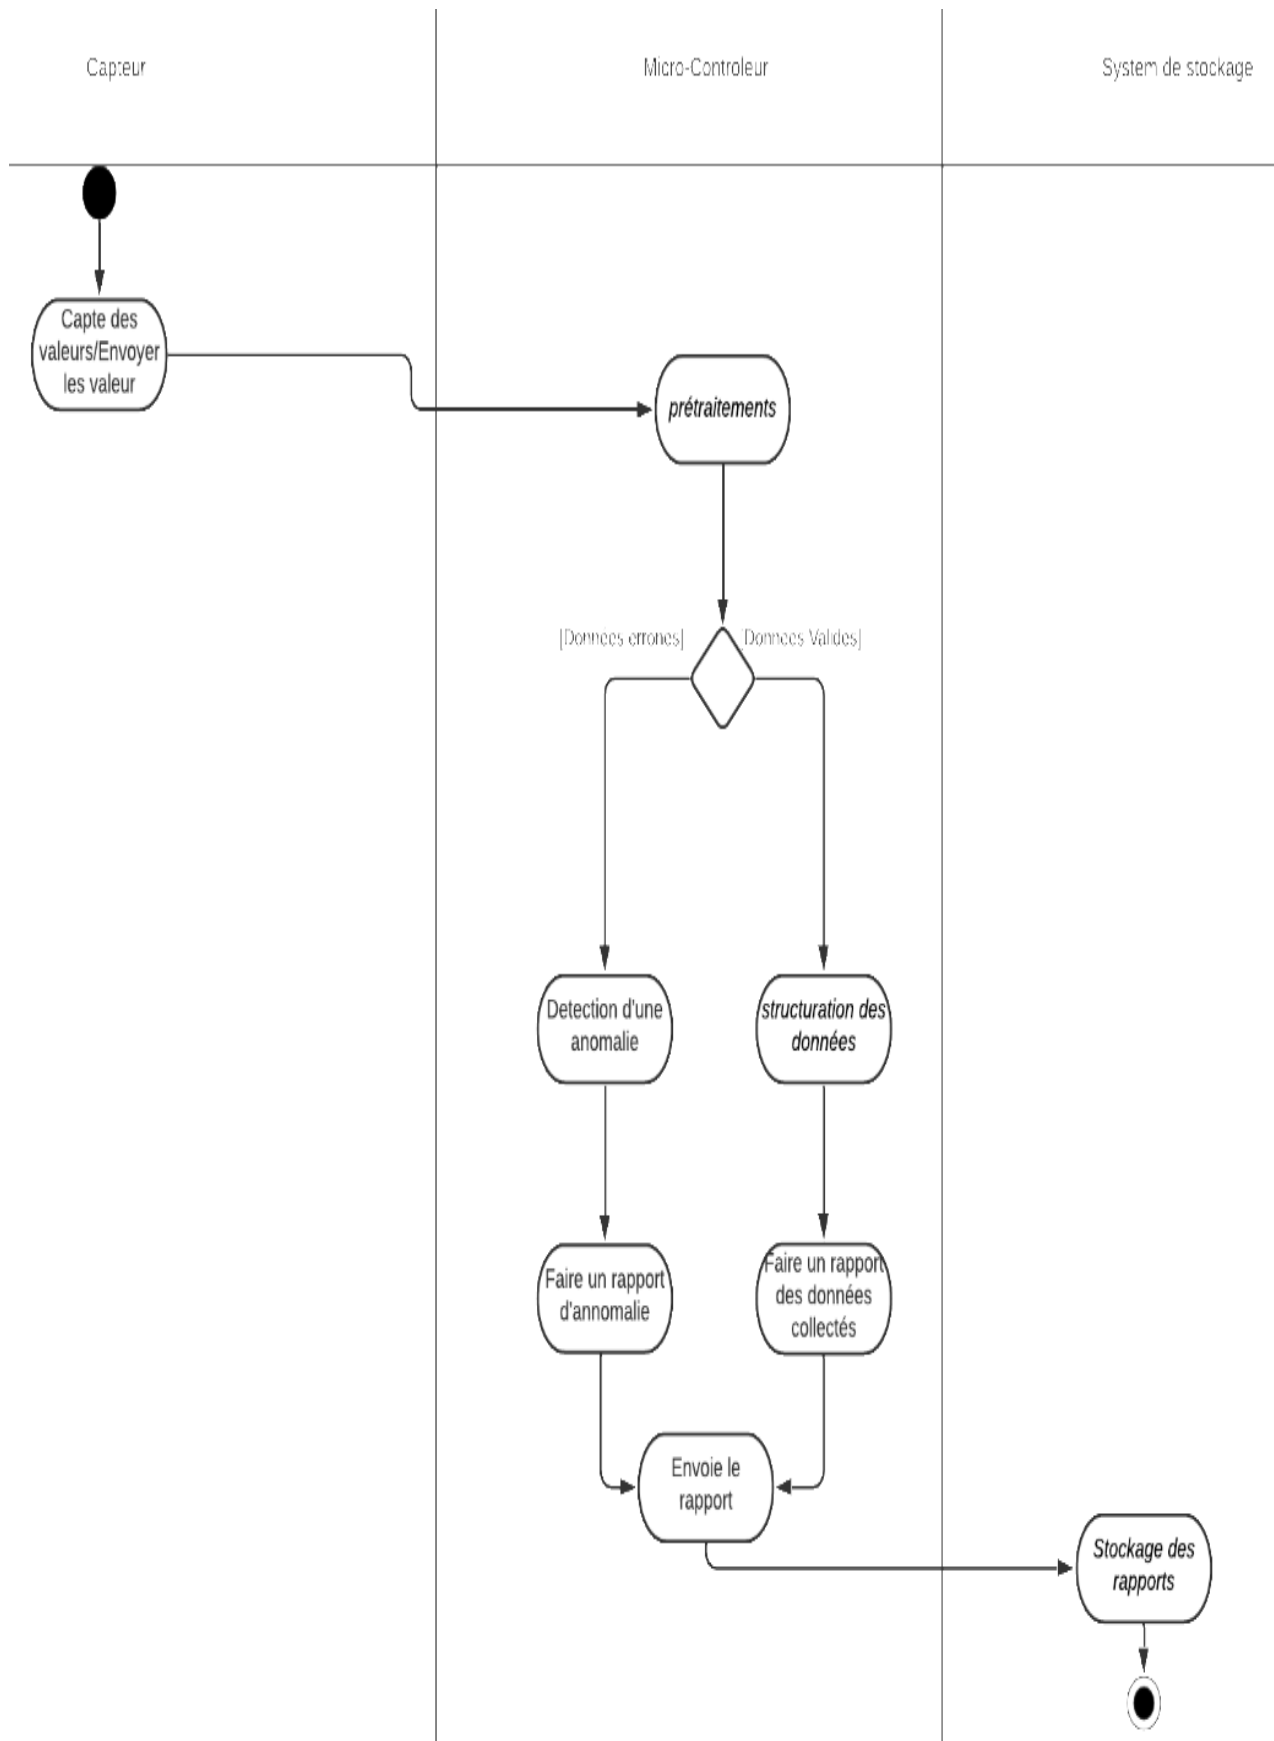 Capteur
Micro-Controleur
System de stockage
Capte des
valeurs/Envoyer
les valeur
prétraitements
[Données errones]
[Données Valides]
Detection d'une
anomalie
structuration des
données
Faire un rapport
d'annomalie
Faire un rapport
des données
collectés
Envoie le
rapport
Stockage des
rapports